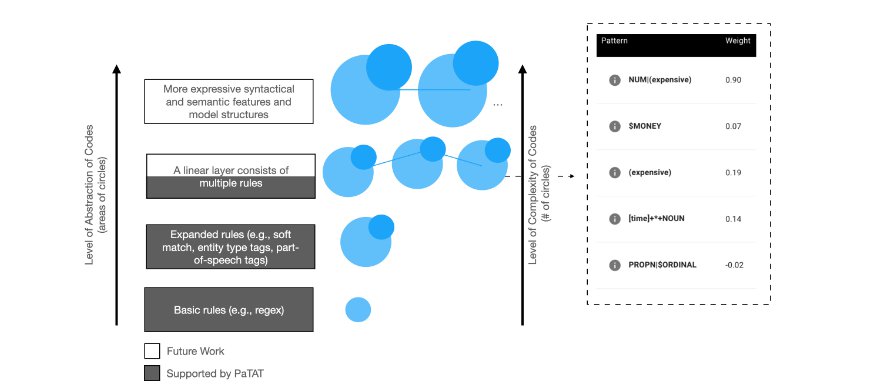 Level of Abstraction of Codes
(areas of circles)
More expressive syntactical
and semantic features and
model structures
A linear layer consists of
multiple rules
Expanded rules (e.g., soft
match, entity type tags, part-
of-speech tags)
Basic rules (e.g., regex)
Future Work
Supported by PaTAT
...
Level of Complexity of Codes
(# of circles)
Pattern Weight
NUM|(expensive) 0.90
$MONEY 0.07
(expensive) 0.19
[time]+*+NOUN 0.14
PROPN|$ORDINAL -0.02